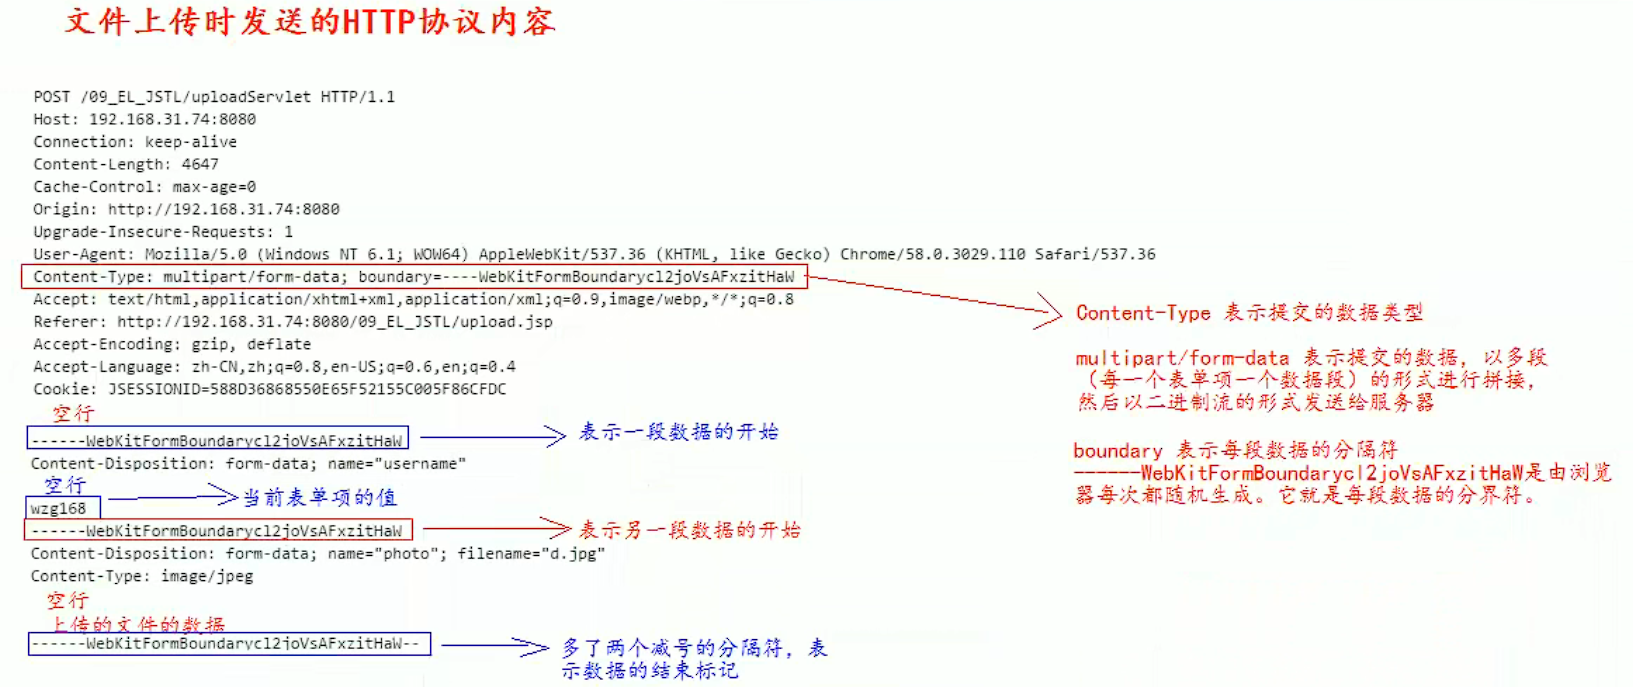 文件上传时发送的HTTP协议内容
POST /09_EL_JSTL/uploadServlet HTTP/1.1
Host: 192.168.31.74:8080
Connection: keep-alive
Content-Length: 4647
Cache-Control: max-age=0
Origin: http://192.168.31.74:8080
Upgrade-Insecure-Requests: 1
User-Agent: Mozilla/5.0 (Windows NT 6.1; WOW64) AppleWebKit/537.36 (KHTML, like Gecko) Chrome/58.0.3029.110 Safari/537.36
Content-Type: multipart/form-data; boundary=----WebKitFormBoundarycl2joVsAFxzitHaW
Accept: text/html,application/xhtml+xml,application/xml;q=0.9,image/webp,*/*;q=0.8
Referer: http://192.168.31.74:8080/09_EL_JSTL/upload.jsp
Accept-Encoding: gzip, deflate
Accept-Language: zh-CN,zh;q=0.8,en-US;q=0.6,en;q=0.4
Cookie: JSESSIONID=588D36868550E65F52155C005F86CFDC
空行
------WebKitFormBoundarycl2joVsAFxzitHaW
表示一段数据的开始
Content-Disposition: form-data; name="username"
空行
wzg168
当前表单项的值
------WebKitFormBoundarycl2joVsAFxzitHaW
表示另一段数据的开始
Content-Disposition: form-data; name="photo"; filename="d.jpg"
Content-Type: image/jpeg
空行
上传的文件的数据
------WebKitFormBoundarycl2joVsAFxzitHaW--
多了两个减号的分隔符，表
示数据的结束标记
Content-Type 表示提交的数据类型
multipart/form-data 表示提交的数据，以多段
（每一个表单项一个数据段）的形式进行拼接，
然后以二进制流的形式发送给服务器
boundary 表示每段数据的分隔符
------WebKitFormBoundarycl2joVsAFxzitHaW是由浏览
器每次都随机生成。它就是每段数据的分界符。